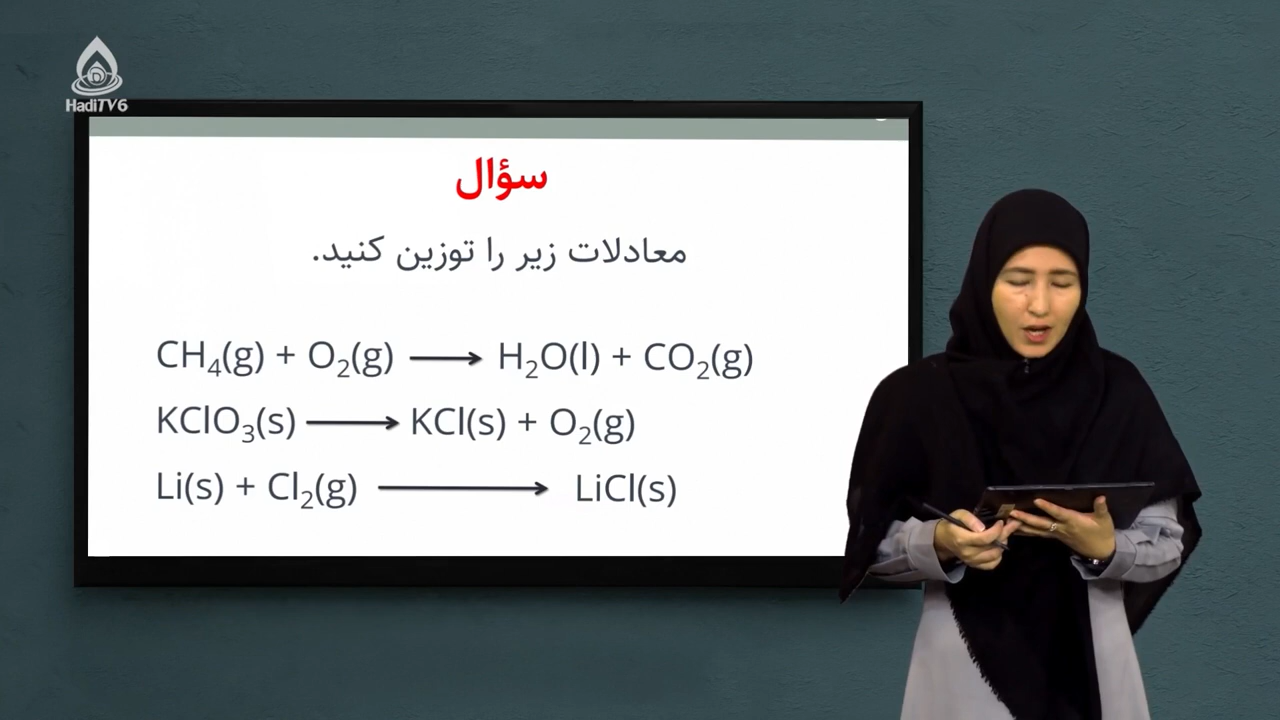 HadiTV6
سؤال
معادلات زیر را توزین کنید.
CH₄(g) + O₂(g) ⟶ H₂O(l) + CO₂(g)
KClO₃(s) ⟶ KCl(s) + O₂(g)
Li(s) + Cl₂(g) ⟶ LiCl(s)